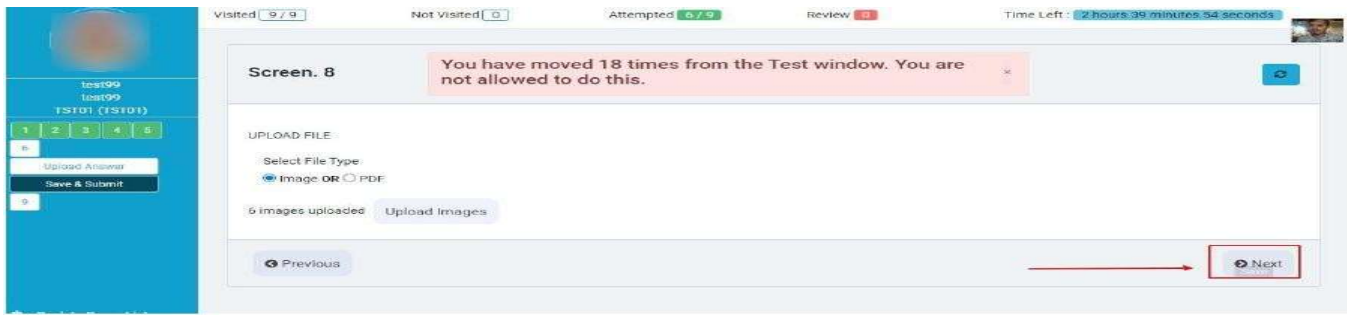 Visited 9 / 9 Not Visited 0 Attempted 6 / 9 Review 0 Time Left : 2 hours 39 minutes 54 seconds
test99
test99
TST01 (TST01)
1 2 3 4 5
6
Upload Answer
Save & Submit
9
Screen. 8
You have moved 18 times from the Test window. You are
not allowed to do this.
×
UPLOAD FILE
Select File Type
Image OR PDF
6 images uploaded Upload Images
Previous
Next